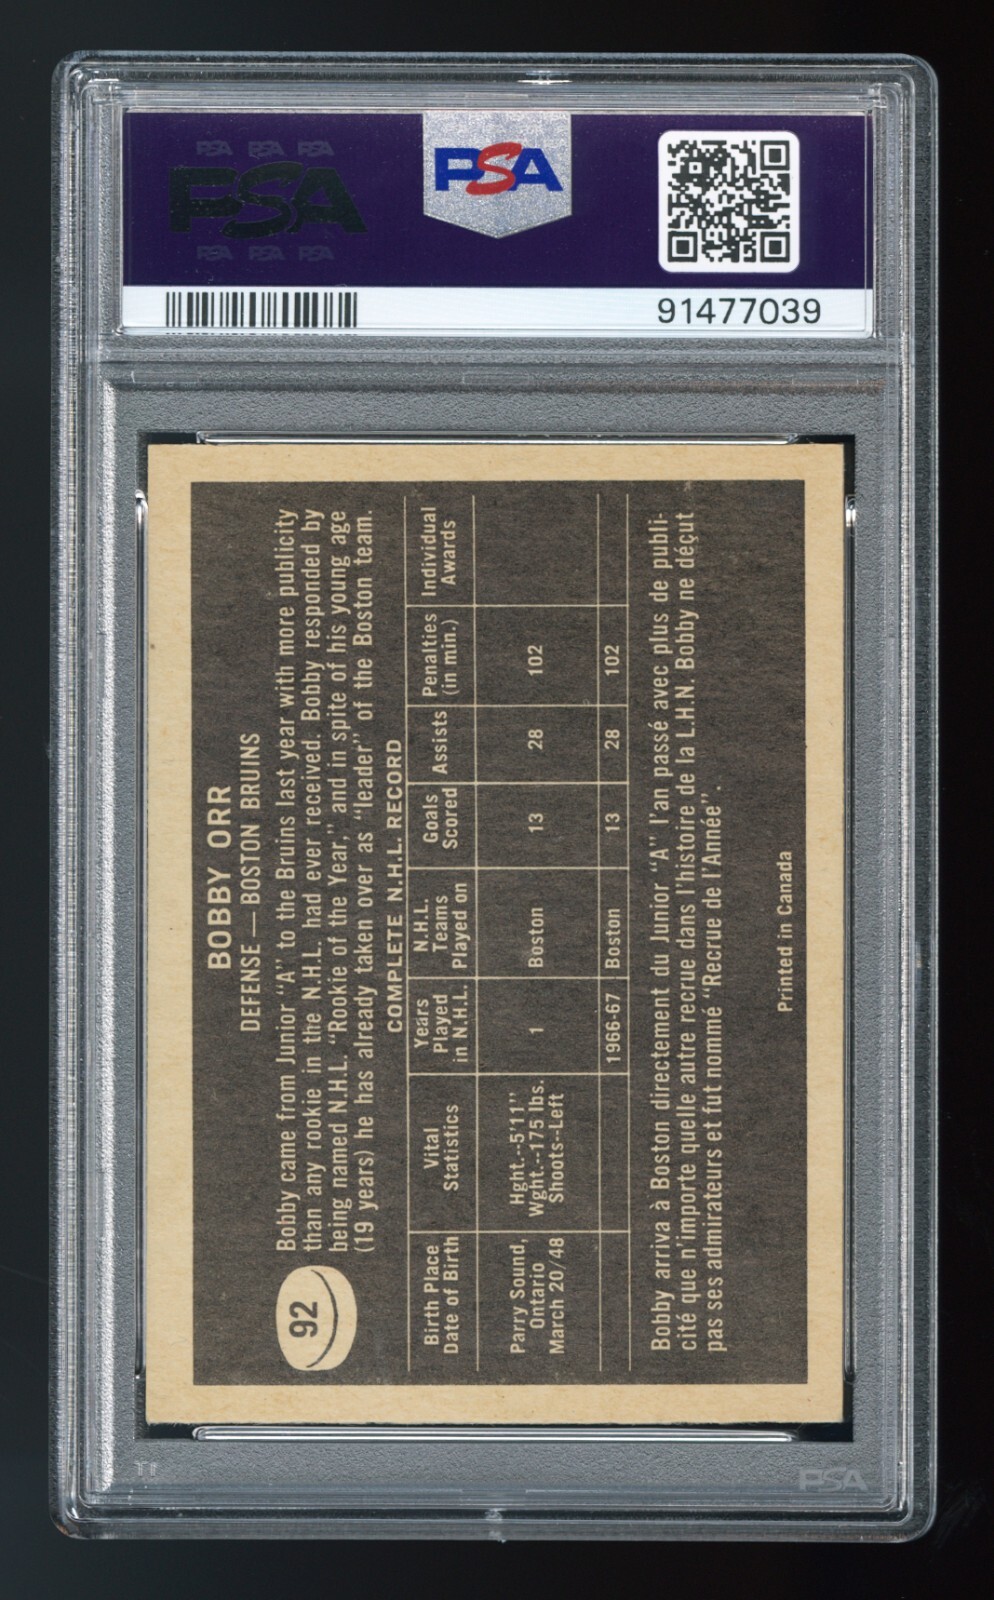 PSA PSA PSA
PSA
PSA PSA PSA
PSA
91477039
BOBBY ORR
DEFENSE — BOSTON BRUINS
92
Bobby came from Junior "A" to the Bruins last year with more publicity
than any rookie in the N.H.L. had ever received. Bobby responded by
being named N.H.L. "Rookie of the Year," and in spite of his young age
(19 years) he has already taken over as "leader" of the Boston team.
COMPLETE N.H.L. RECORD
Birth Place
Date of Birth
Vital
Statistics
Years
Played
in N.H.L.
N.H.L.
Teams
Played on
Goals
Scored
Assists
Penalties
(in min.)
Individual
Awards
Parry Sound,
Ontario
March 20/48
Hght.--5'11"
Wght.--175 lbs.
Shoots--Left
1
Boston
13
28
102
1966-67
Boston
13
28
102
Bobby arriva à Boston directement du Junior "A" l'an passé avec plus de publi-
cité que n'importe quelle autre recrue dans l'histoire de la L.H.N. Bobby ne déçut
pas ses admirateurs et fut nommé "Recrue de l'Année".
Printed in Canada
PSA